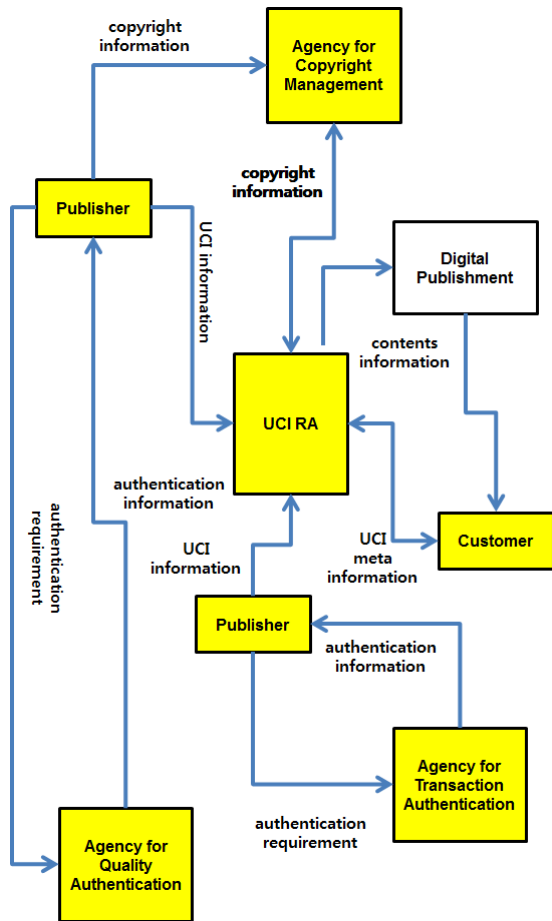 copyright
information
Agency for
Copyright
Management
copyright
information
Publisher
UCI information
Digital
Publishment
contents
information
UCI RA
authentication
information
authentication
requirement
UCI
information
UCI
meta
information
Customer
Publisher
authentication
information
Agency for
Transaction
Authentication
authentication
requirement
Agency for
Quality
Authentication